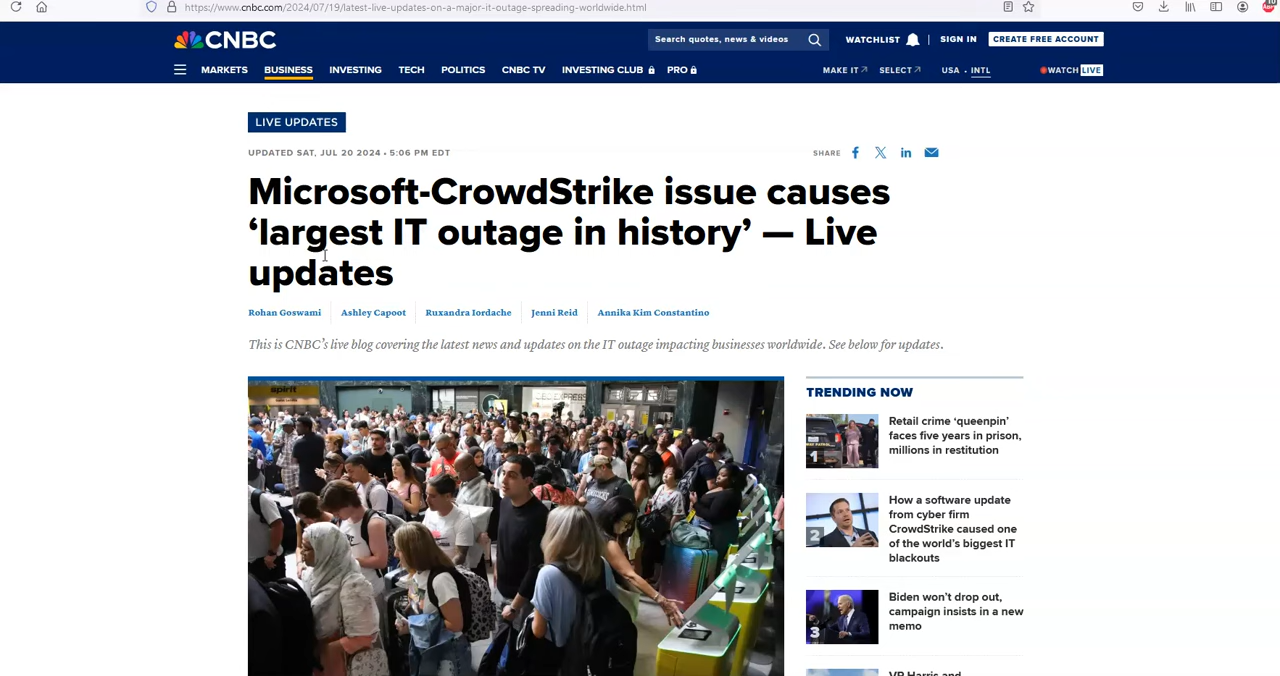 https://www.cnbc.com/2024/07/19/latest-live-updates-on-a-major-it-outage-spreading-worldwide.html
CNBC
Search quotes, news & videos
WATCHLIST
SIGN IN
CREATE FREE ACCOUNT
MARKETS BUSINESS INVESTING TECH POLITICS CNBC TV INVESTING CLUB PRO
MAKE IT SELECT USA • INTL WATCH LIVE
LIVE UPDATES
UPDATED SAT, JUL 20 2024 • 5:06 PM EDT
SHARE
Microsoft-CrowdStrike issue causes
‘largest IT outage in history’ — Live
updates
Rohan Goswami Ashley Capoot Ruxandra Iordache Jenni Reid Annika Kim Constantino
This is CNBC’s live blog covering the latest news and updates on the IT outage impacting businesses worldwide. See below for updates.
spirit
TRENDING NOW
1
Retail crime ‘queenpin’
faces five years in prison,
millions in restitution
2
How a software update
from cyber firm
CrowdStrike caused one
of the world’s biggest IT
blackouts
3
Biden won’t drop out,
campaign insists in a new
memo
VP Harris and